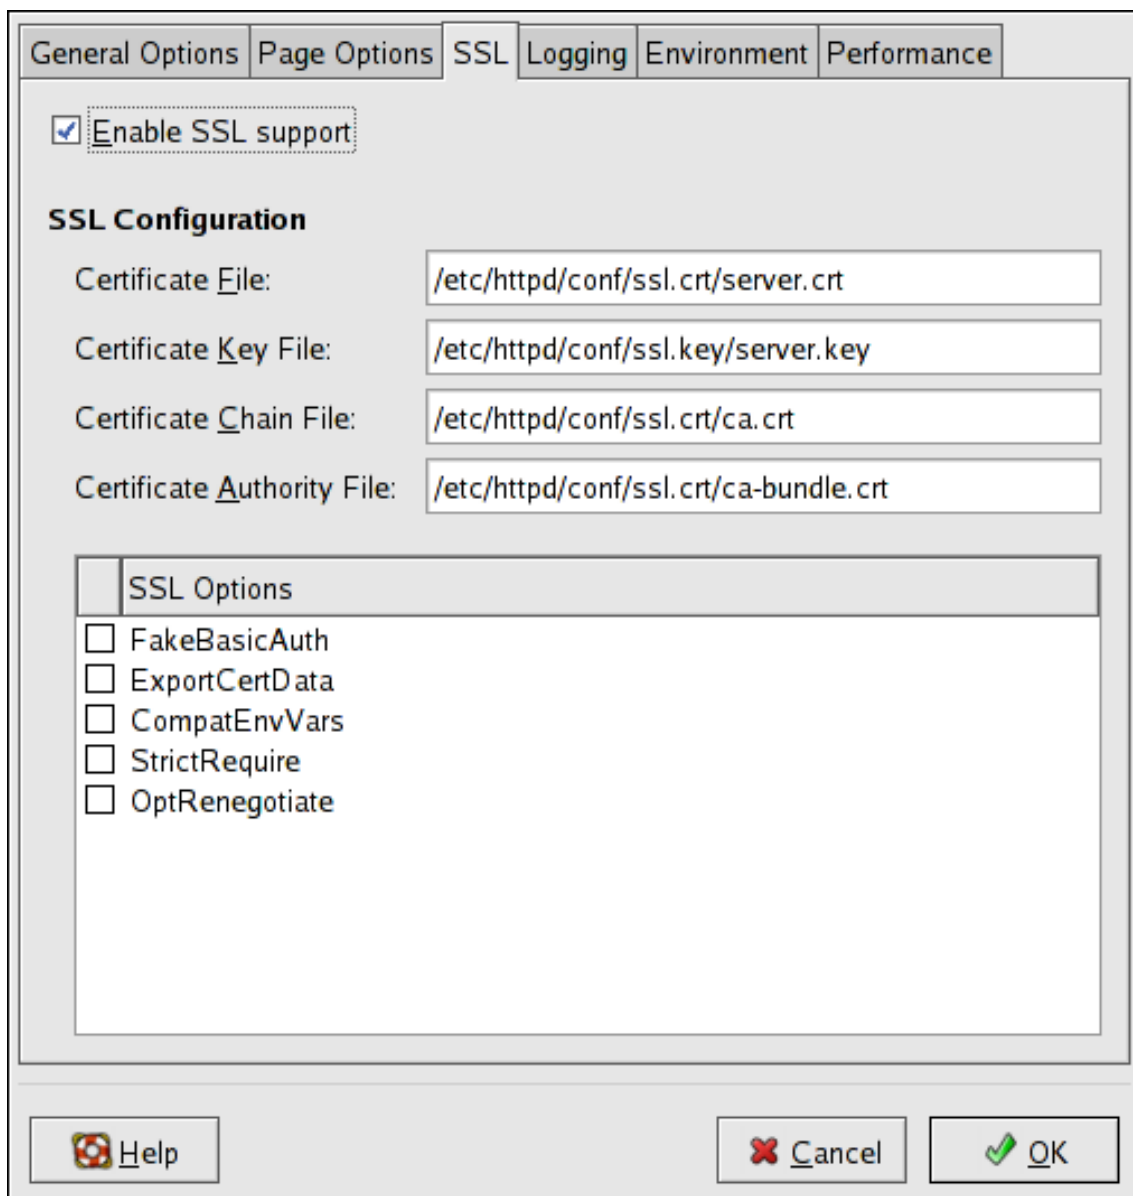 General Options Page Options SSL Logging Environment Performance
Enable SSL support
SSL Configuration
Certificate File: /etc/httpd/conf/ssl.crt/server.crt
Certificate Key File: /etc/httpd/conf/ssl.key/server.key
Certificate Chain File: /etc/httpd/conf/ssl.crt/ca.crt
Certificate Authority File: /etc/httpd/conf/ssl.crt/ca-bundle.crt
SSL Options
FakeBasicAuth
ExportCertData
CompatEnvVars
StrictRequire
OptRenegotiate
Help Cancel OK